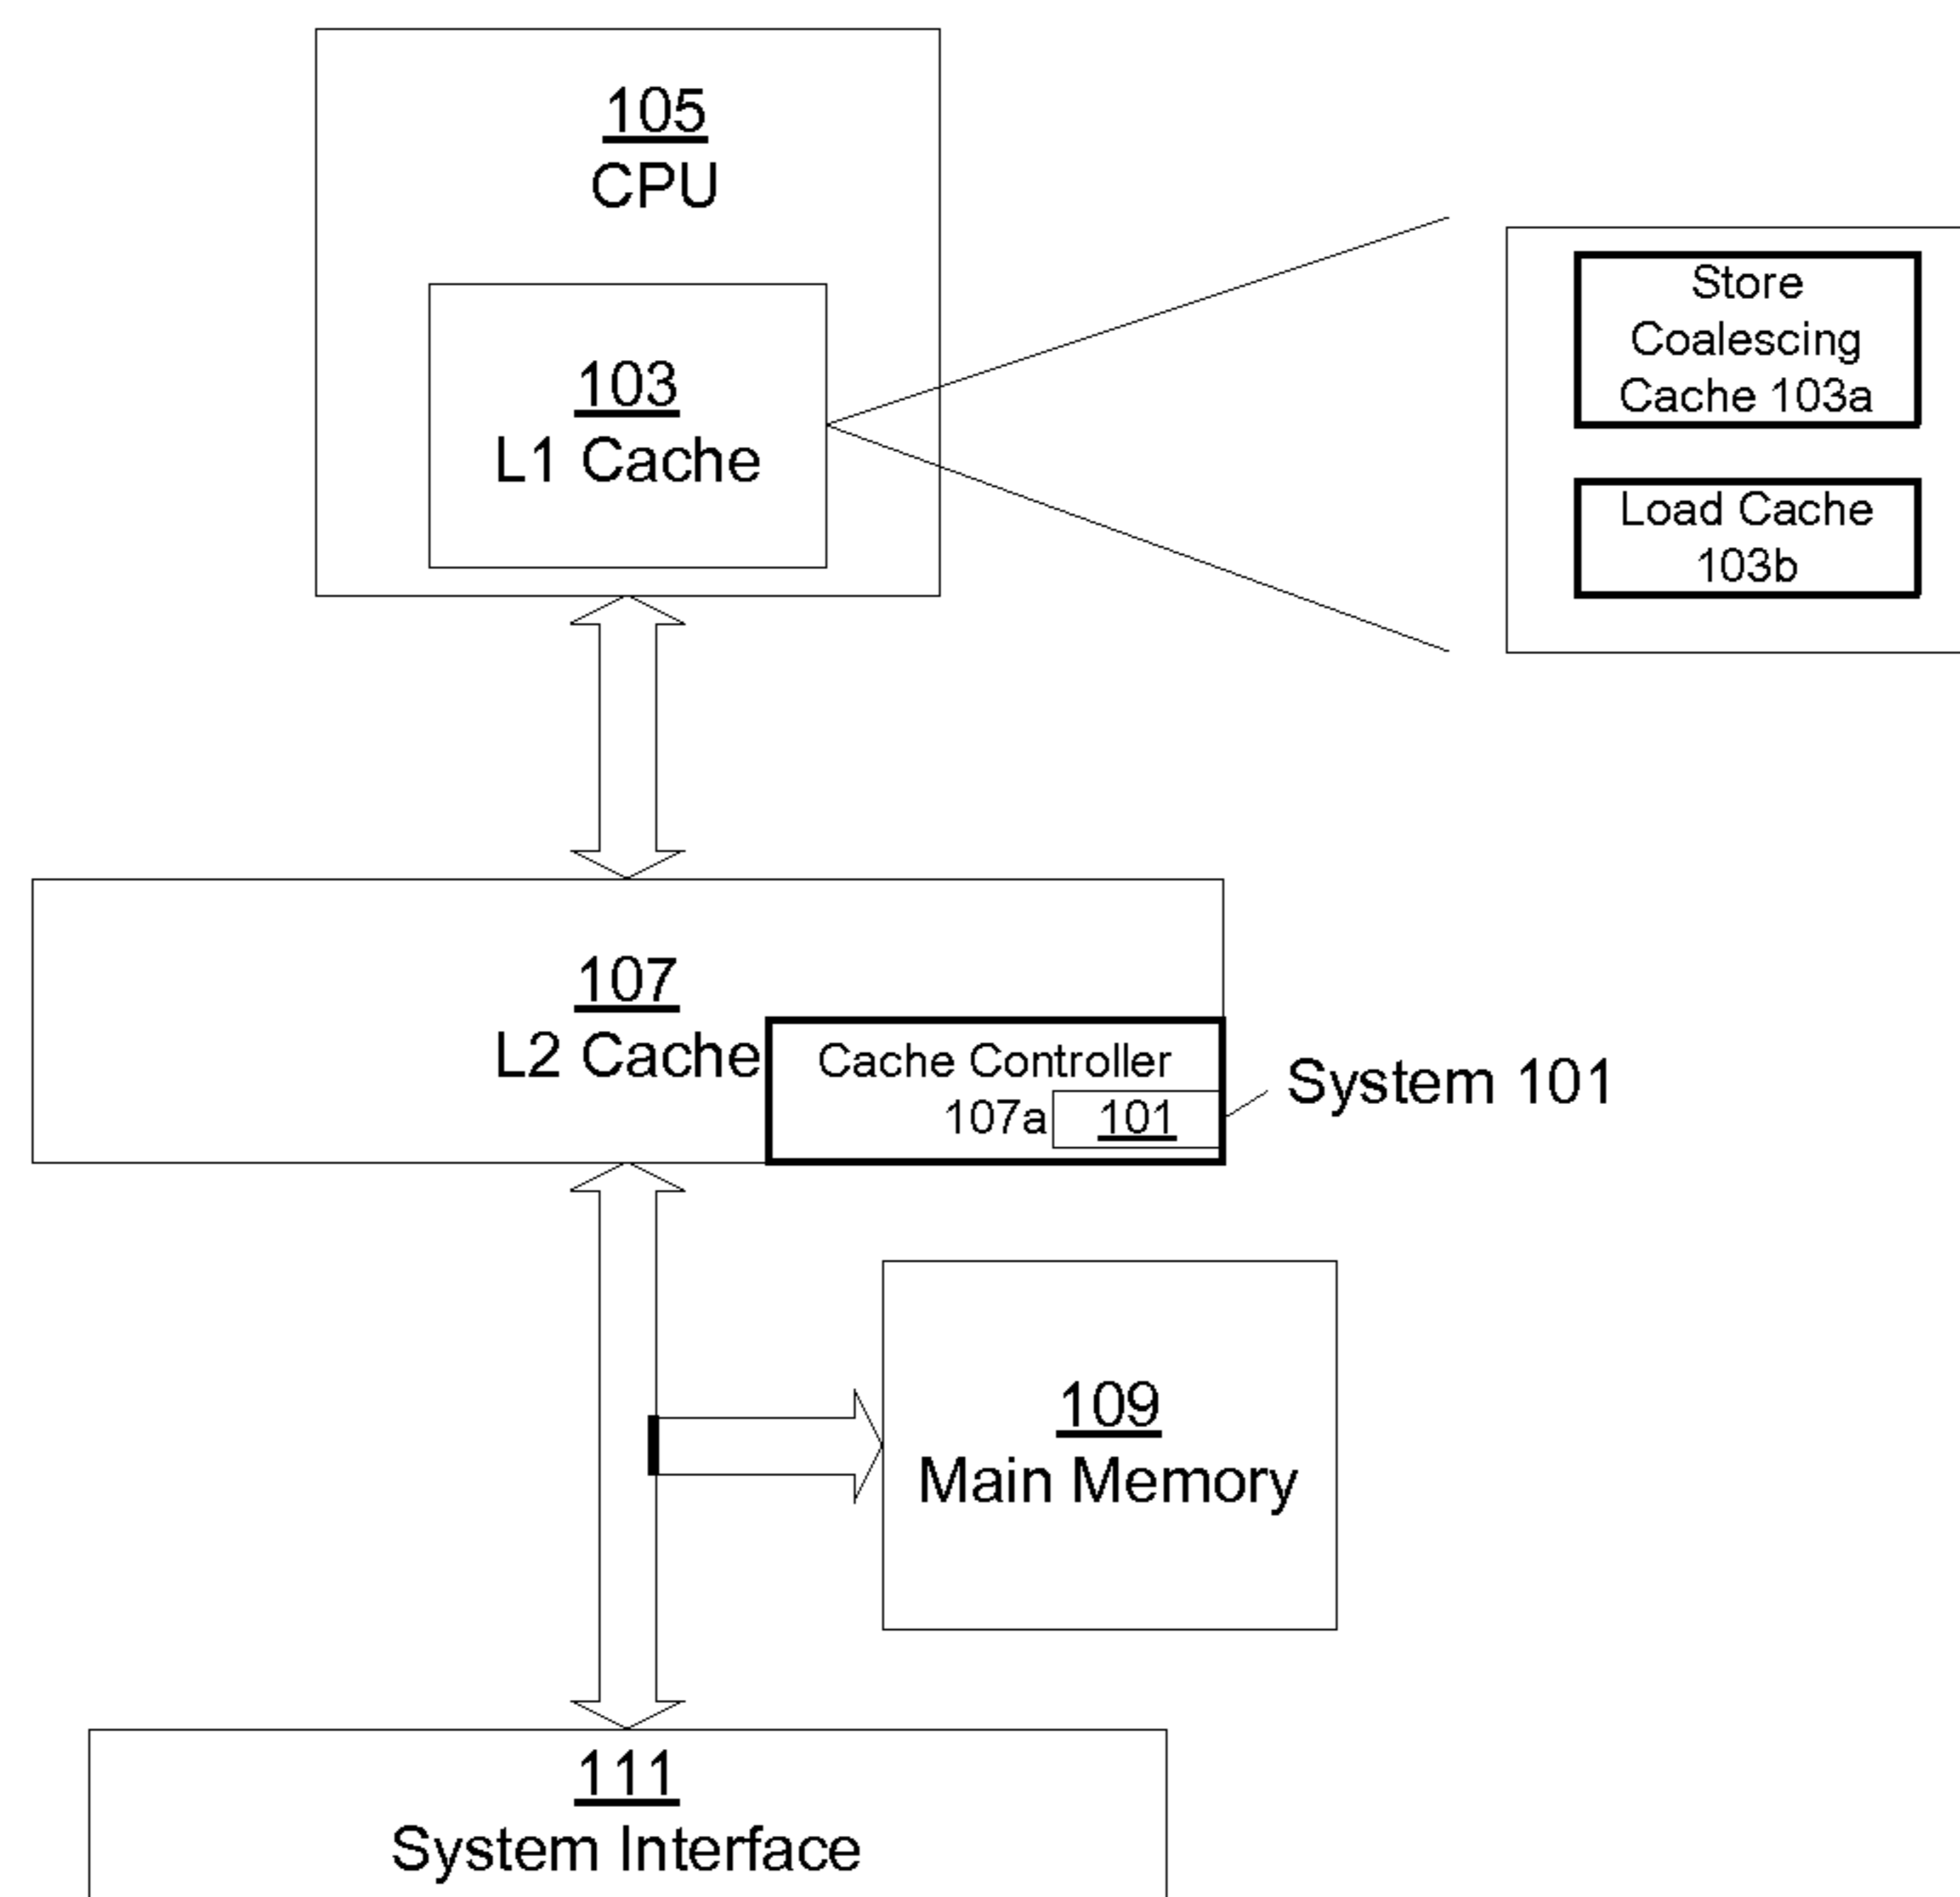 105
CPU
103
L1 Cache
Store
Coalescing
Cache 103a
Load Cache
103b
107
L2 Cache
Cache Controller
107a
101
System 101
109
Main Memory
111
System Interface